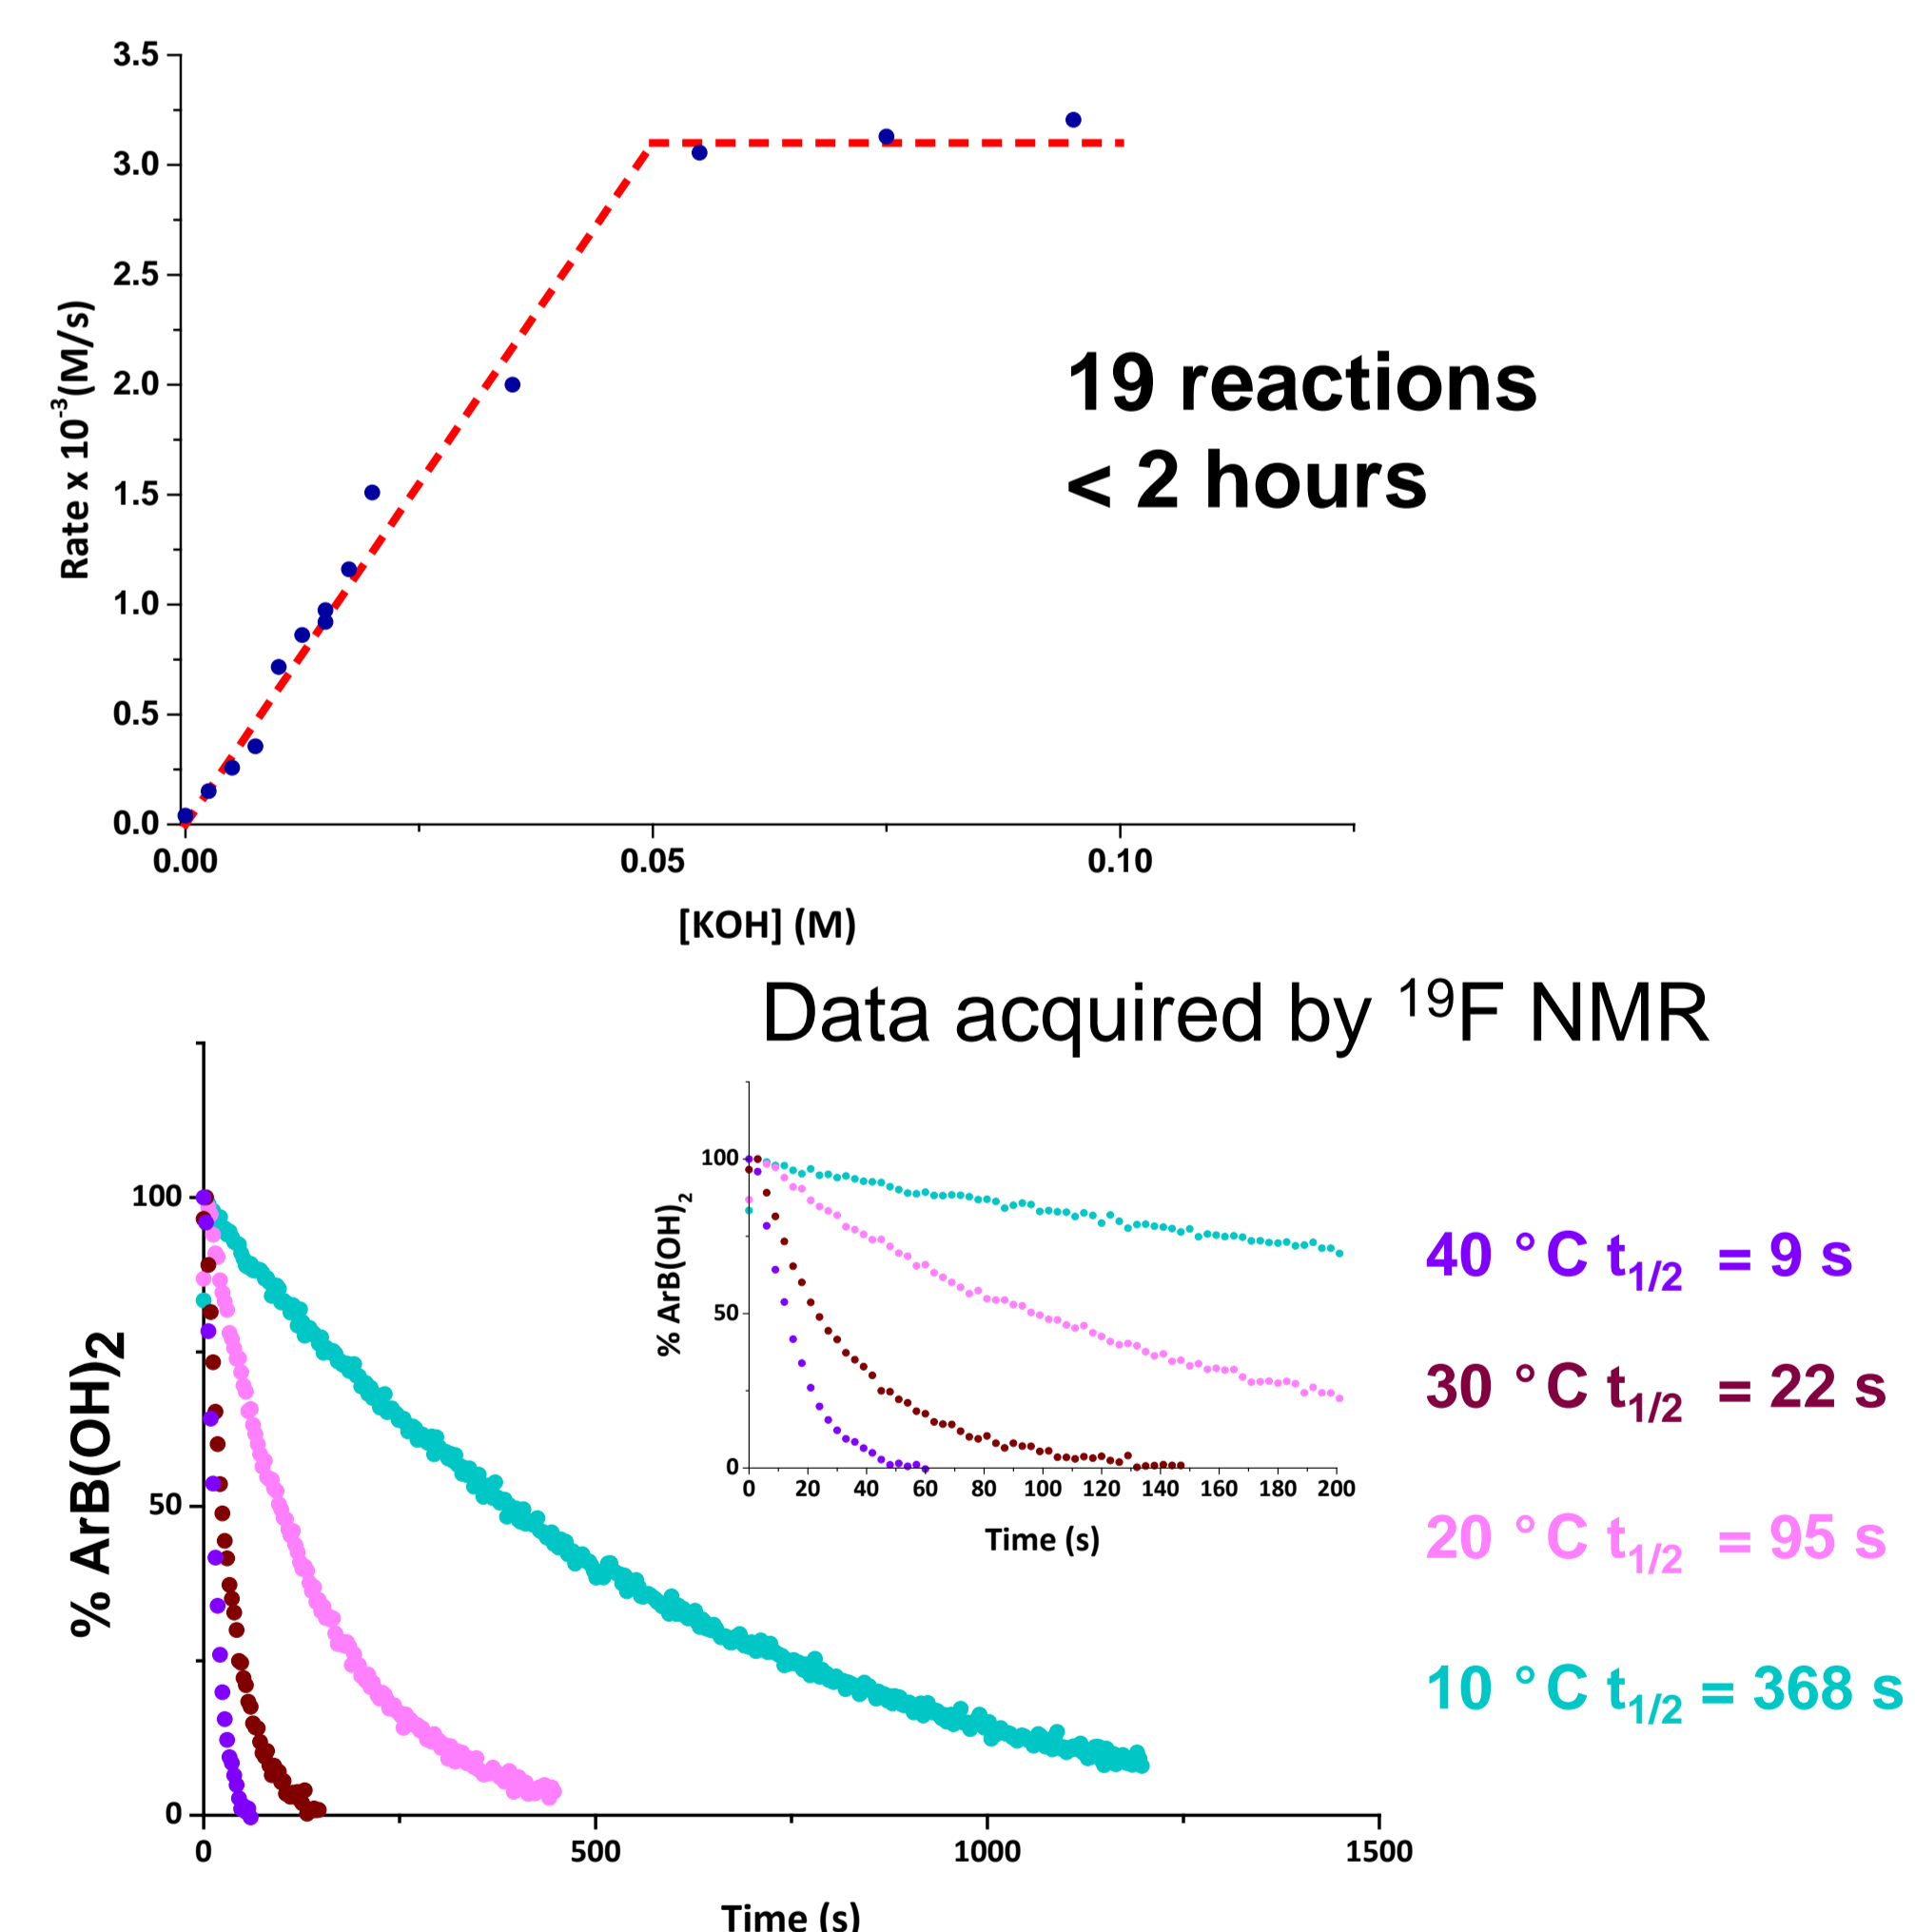 3.5
3.0
2.5
2.0
1.5
1.0
0.5
0.0
Rate x 10⁻³(M/s)
0.00 0.05 0.10
[KOH] (M)
19 reactions
< 2 hours
Data acquired by ¹⁹F NMR
100
50
0
% ArB(OH)₂
0 500 1000 1500
Time (s)
100
50
0
% ArB(OH)₂
0 20 40 60 80 100 120 140 160 180 200
Time (s)
40 °C t₁/₂ = 9 s
30 °C t₁/₂ = 22 s
20 °C t₁/₂ = 95 s
10 °C t₁/₂ = 368 s